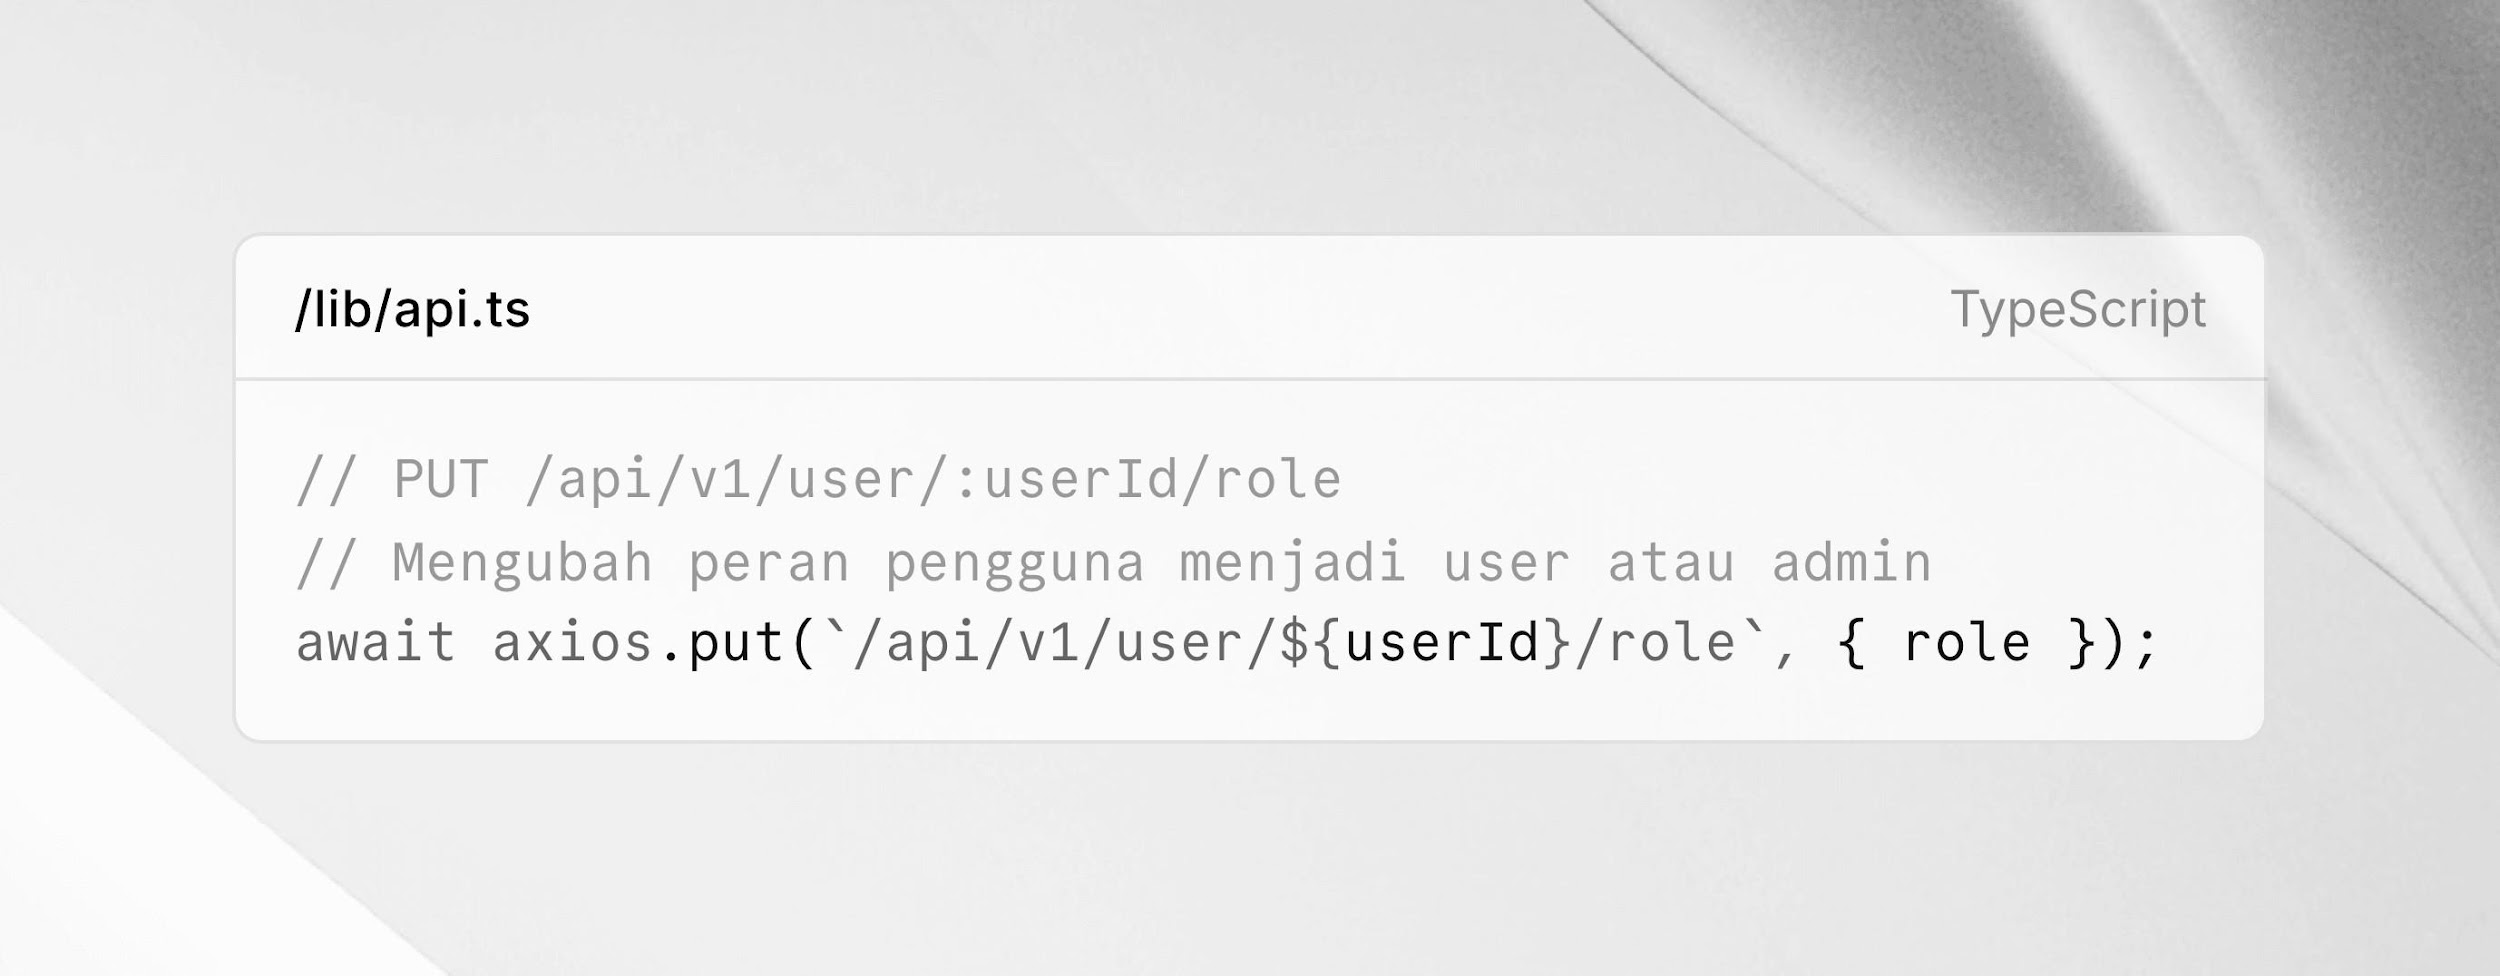 /lib/api.ts
TypeScript
// PUT /api/v1/user/:userId/role
// Mengubah peran pengguna menjadi user atau admin
await axios.put(`/api/v1/user/${userId}/role`, { role });